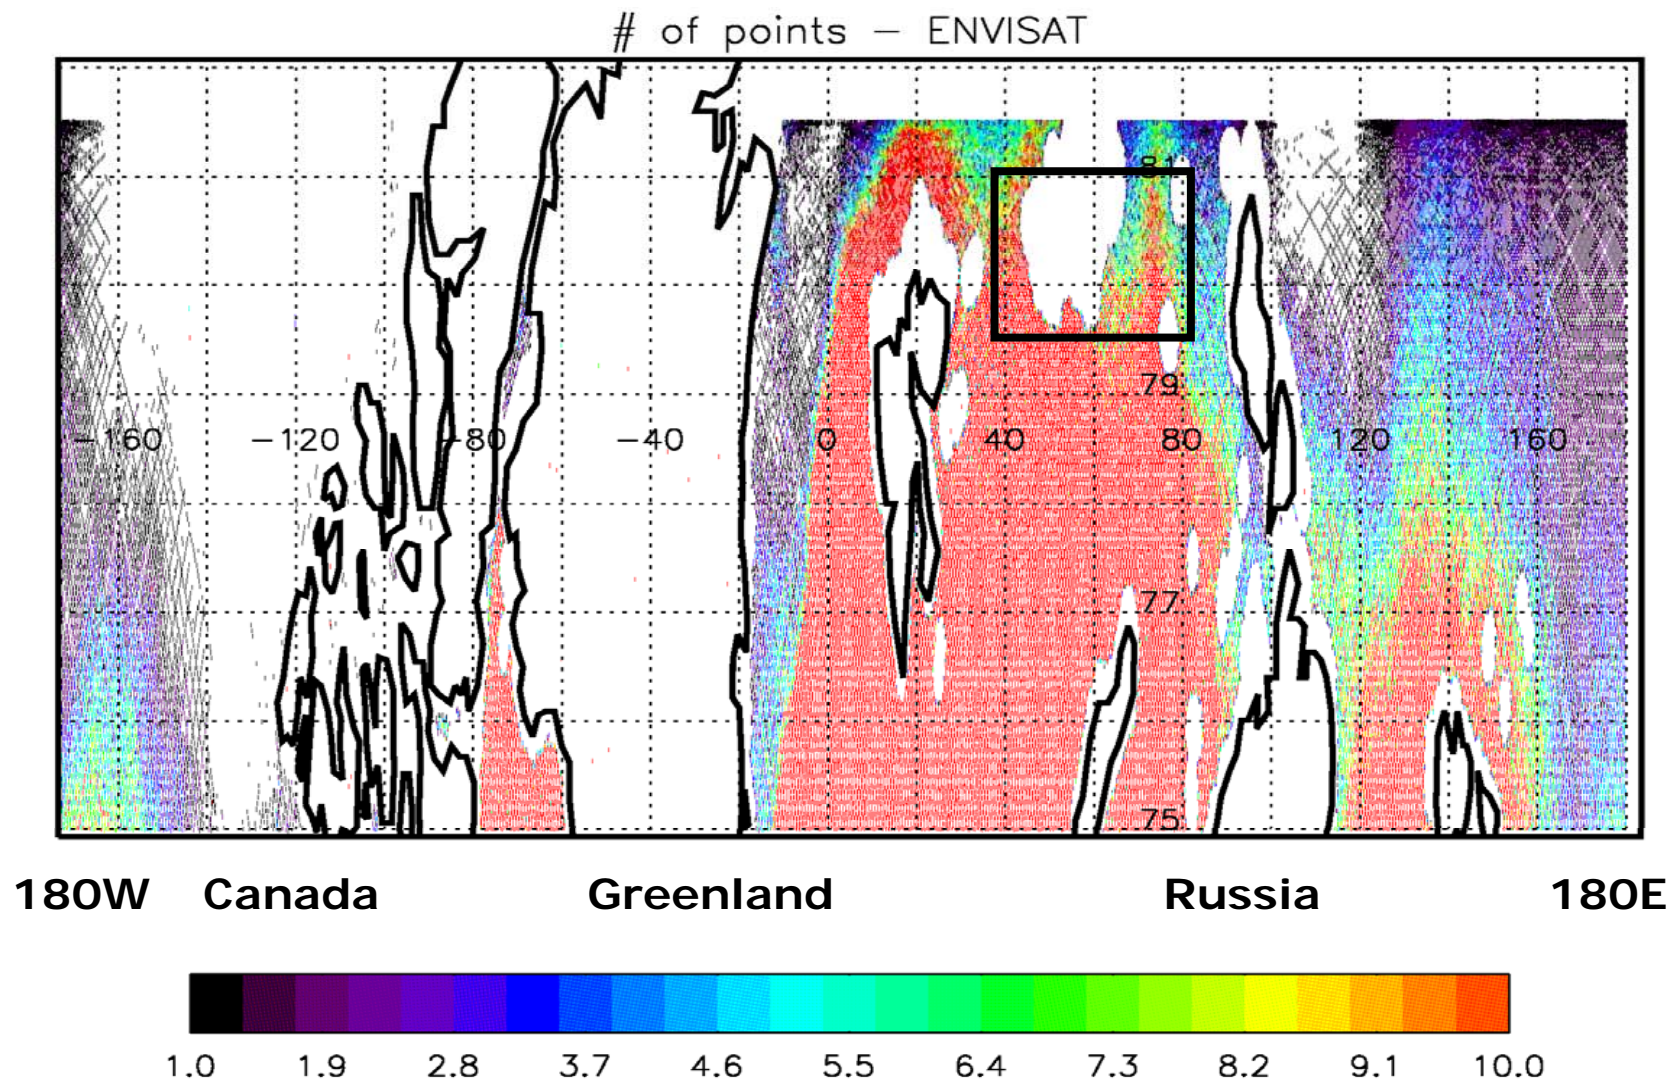 # of points − ENVISAT
81
79
−160 −120 −80 −40 0 40 80 120 160
77
75
180W Canada Greenland Russia 180E
1.0 1.9 2.8 3.7 4.6 5.5 6.4 7.3 8.2 9.1 10.0